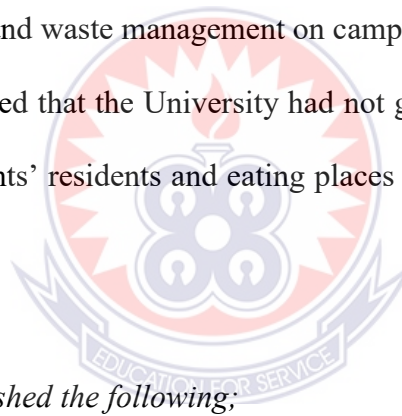 nd waste management on camp
ed that the University had not g
nts’ residents and eating places
EDUCATION FOR SERVICE
shed the following;